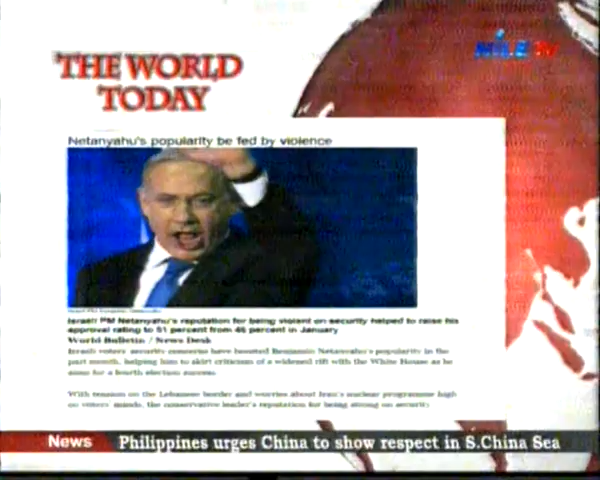 THE WORLD
TODAY
Netanyahu's popularity be fed by violence
Israeli PM Netanyahu's reputation for being violent on security helped to raise his
approval rating to 51 percent from 46 percent in January
World Bulletin / News Desk
Israeli voters' security concerns have boosted Benjamin Netanyahu's popularity in the
past month, helping him to skirt criticism of a widened rift with the White House as he
aims for a fourth election success.
With tension on the Lebanese border and worries about Iran's nuclear programme high
on voters' minds, the conservative leader's reputation for being strong on security
News Philippines urges China to show respect in S.China Sea